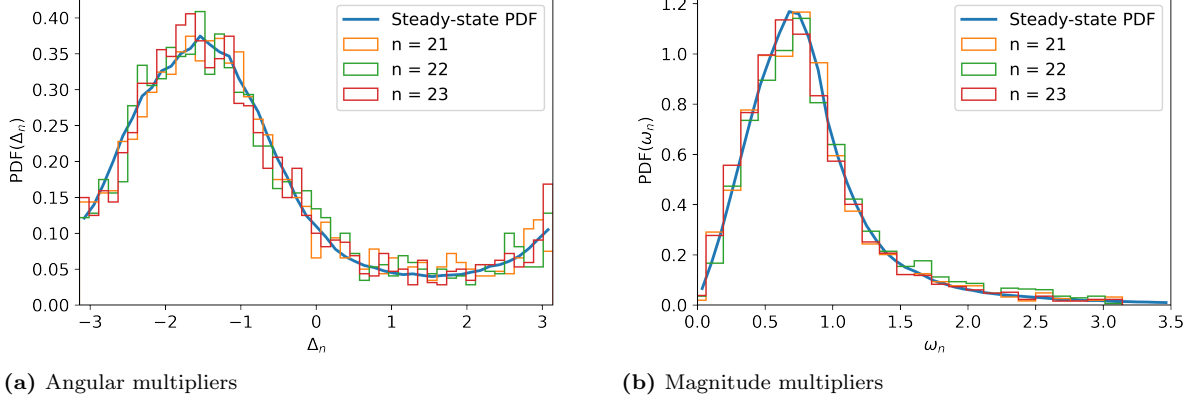 0.40
0.35
0.30
0.25
0.20
0.15
0.10
0.05
0.00
PDF(Δn)
−3 −2 −1 0 1 2 3
Δn
Steady-state PDF
n = 21
n = 22
n = 23
(a) Angular multipliers
1.2
1.0
0.8
0.6
0.4
0.2
0.0
PDF(ωn)
0.0 0.5 1.0 1.5 2.0 2.5 3.0 3.5
ωn
Steady-state PDF
n = 21
n = 22
n = 23
(b) Magnitude multipliers